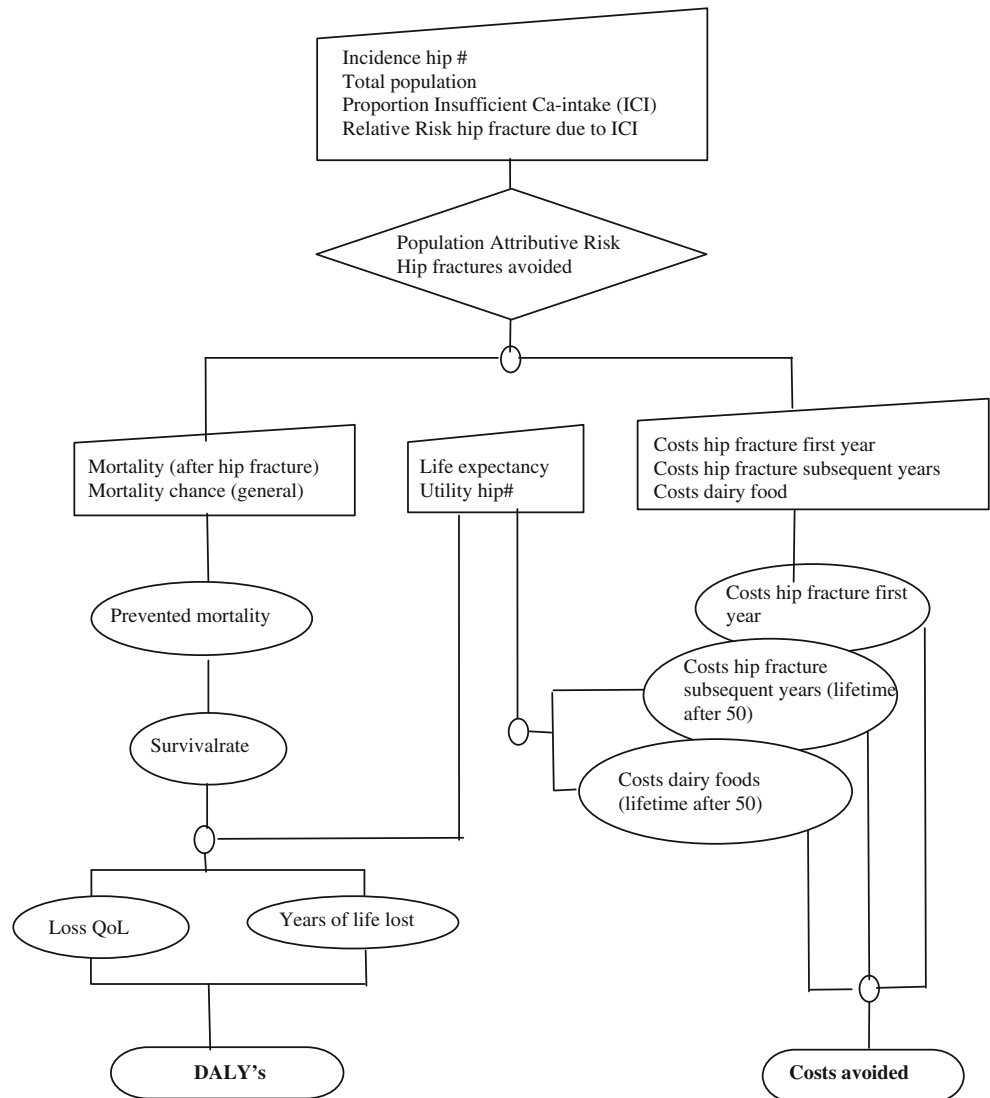 Incidence hip #
Total population
Proportion Insufficient Ca-intake (ICI)
Relative Risk hip fracture due to ICI
Population Attributive Risk
Hip fractures avoided
Mortality (after hip fracture)
Mortality chance (general)
Life expectancy
Utility hip#
Costs hip fracture first year
Costs hip fracture subsequent years
Costs dairy food
Prevented mortality
Survivalrate
Costs hip fracture first
year
Costs hip fracture
subsequent years (lifetime
after 50)
Costs dairy foods
(lifetime after 50)
Loss QoL
Years of life lost
DALY's
Costs avoided